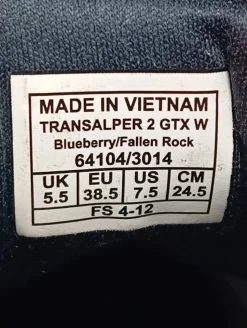 MADE IN VIETNAM
TRANSALPER 2 GTX W
Blueberry/Fallen Rock
64104/3014
UK EU US CM
5.5 38.5 7.5 24.5
FS 4-12